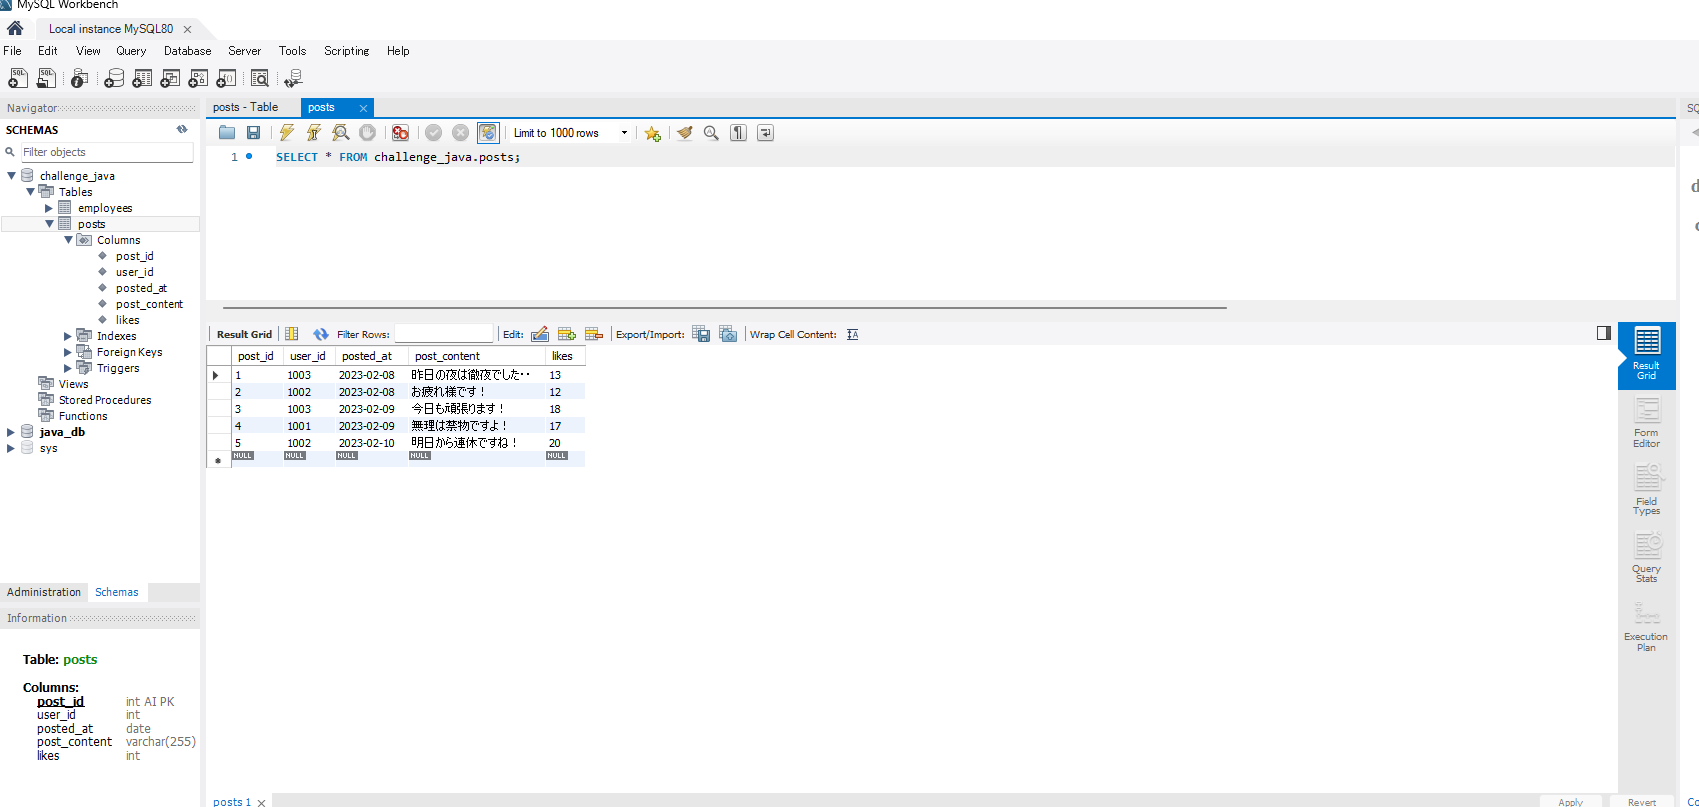 MySQL Workbench
Local instance MySQL80
File Edit View Query Database Server Tools Scripting Help
Navigator
SCHEMAS
Filter objects
challenge_java
Tables
employees
posts
Columns
post_id
user_id
posted_at
post_content
likes
Indexes
Foreign Keys
Triggers
Views
Stored Procedures
Functions
java_db
sys
Administration Schemas
Information
Table: posts
Columns:
post_id int AI PK
user_id int
posted_at date
post_content varchar(255)
likes int
posts - Table posts
Limit to 1000 rows
1 SELECT * FROM challenge_java.posts;
Result Grid Filter Rows: Edit: Export/Import: Wrap Cell Content:
post_id user_id posted_at post_content likes
1 1003 2023-02-08 昨日の夜は徹夜でした・・ 13
2 1002 2023-02-08 お疲れ様です！ 12
3 1003 2023-02-09 今日も頑張ります！ 18
4 1001 2023-02-09 無理は禁物ですよ！ 17
5 1002 2023-02-10 明日から連休ですね！ 20
NULL NULL NULL NULL NULL
Result
Grid
Form
Editor
Field
Types
Query
Stats
Execution
Plan
posts 1
Apply Revert